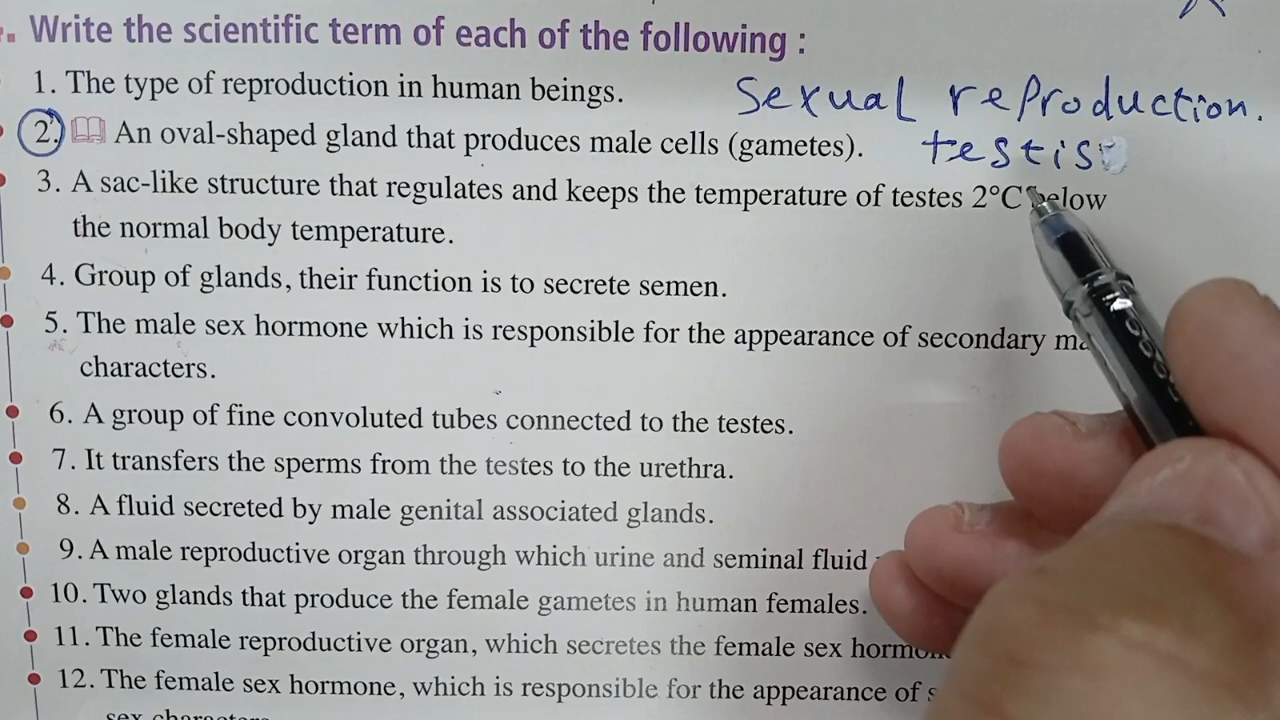 Write the scientific term of each of the following :
1. The type of reproduction in human beings. Sexual reproduction.
2. An oval-shaped gland that produces male cells (gametes). testis
3. A sac-like structure that regulates and keeps the temperature of testes 2°C below
the normal body temperature.
4. Group of glands, their function is to secrete semen.
5. The male sex hormone which is responsible for the appearance of secondary
characters.
6. A group of fine convoluted tubes connected to the testes.
7. It transfers the sperms from the testes to the urethra.
8. A fluid secreted by male genital associated glands.
9. A male reproductive organ through which urine and seminal fluid
10. Two glands that produce the female gametes in human females.
11. The female reproductive organ, which secretes the female sex
12. The female sex hormone, which is responsible for the appearance of
sex characters